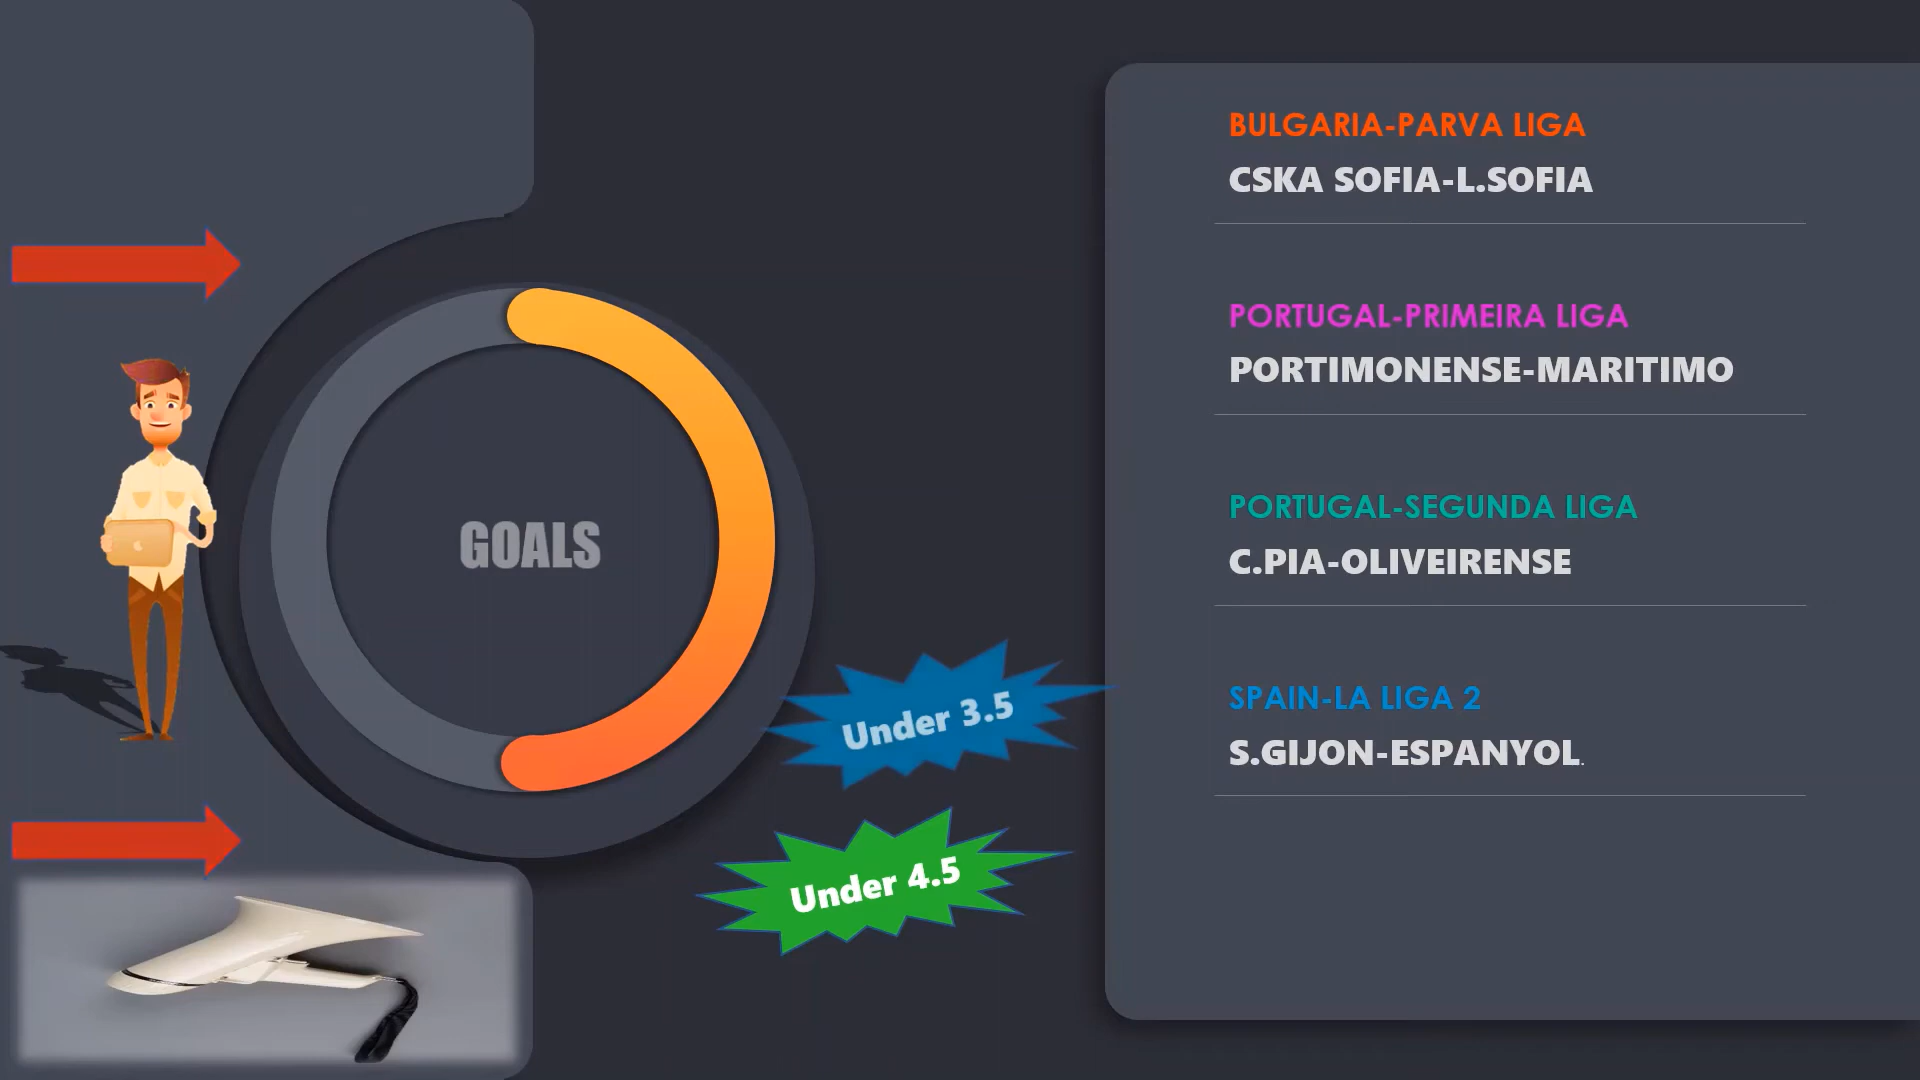 BULGARIA-PARVA LIGA
CSKA SOFIA-L.SOFIA
PORTUGAL-PRIMEIRA LIGA
PORTIMONENSE-MARITIMO
PORTUGAL-SEGUNDA LIGA
C.PIA-OLIVEIRENSE
SPAIN-LA LIGA 2
S.GIJON-ESPANYOL.
GOALS
Under 3.5
Under 4.5